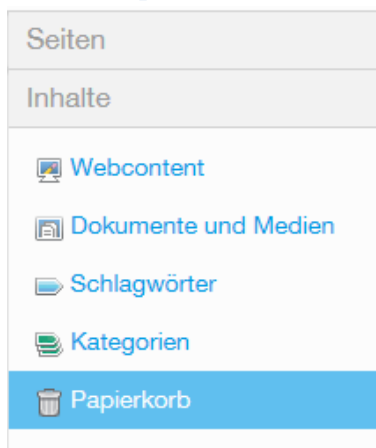 Seiten
Inhalte
Webcontent
Dokumente und Medien
Schlagwörter
Kategorien
Papierkorb